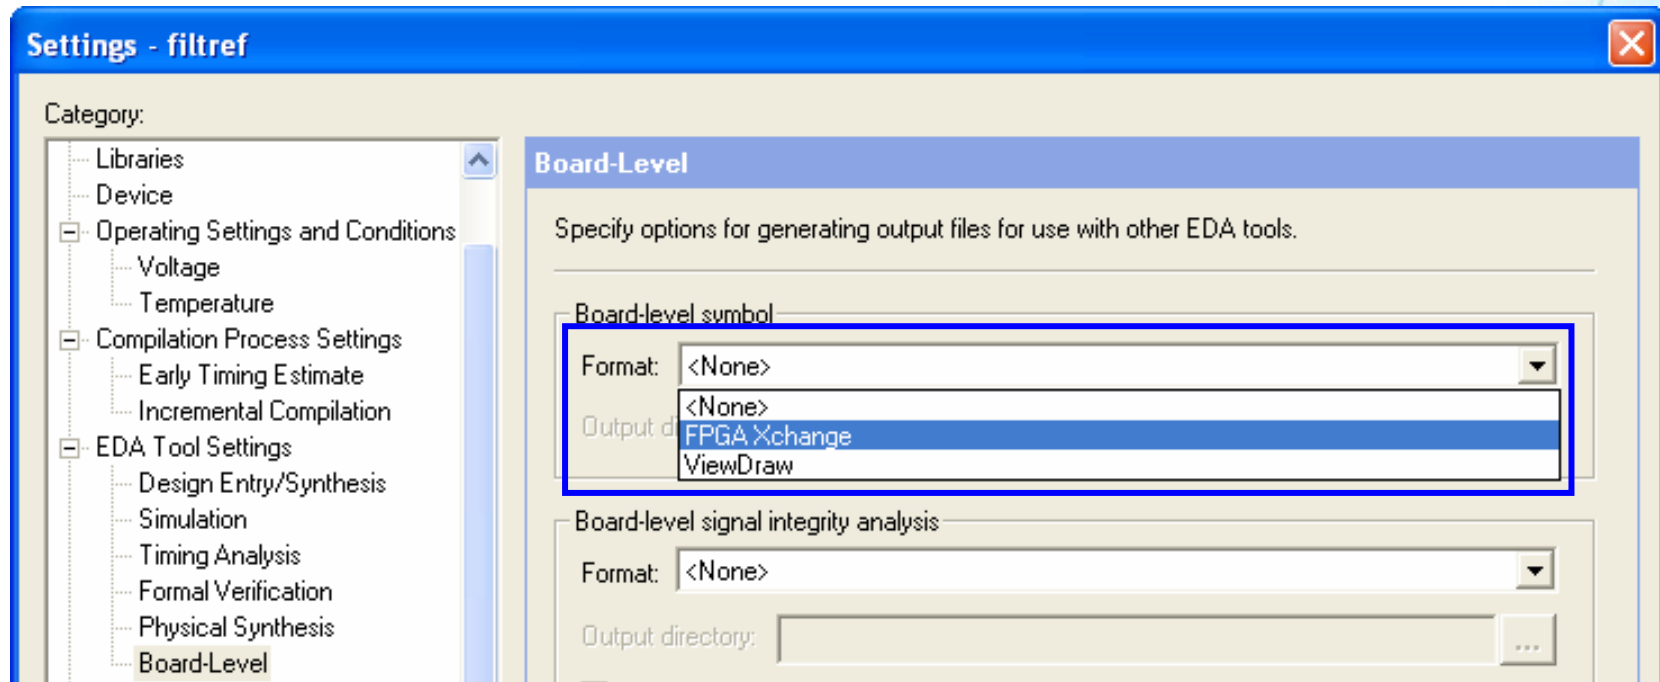 Settings - filtref
Category:
Libraries
Device
Operating Settings and Conditions
Voltage
Temperature
Compilation Process Settings
Early Timing Estimate
Incremental Compilation
EDA Tool Settings
Design Entry/Synthesis
Simulation
Timing Analysis
Formal Verification
Physical Synthesis
Board-Level
Board-Level
Specify options for generating output files for use with other EDA tools.
Board-level symbol
Format: <None>
<None>
Output di
FPGA Xchange
ViewDraw
Board-level signal integrity analysis
Format: <None>
Output directory: ...